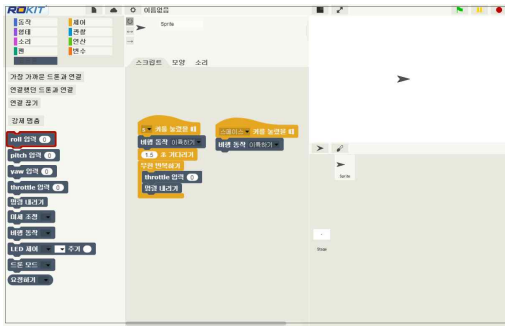 ROKIT
이름없음
동작 제어
형태 관찰
소리 연산
펜 변수
Sprite
스크립트 모양 소리
가장 가까운 드론과 연결
연결했던 드론과 연결
연결 끊기
강제 멈춤
roll 입력 0
pitch 입력 0
yaw 입력 0
throttle 입력 0
명령 내리기
미세 조정
비행 동작
LED 제어 주기
드론 모드
요청하기
s 키를 눌렀을 때
비행 동작 이륙하기
1.5 초 기다리기
무한 반복하기
throttle 입력 0
명령 내리기
스페이스 키를 눌렀을 때
비행 동작 이륙하기
Sprite